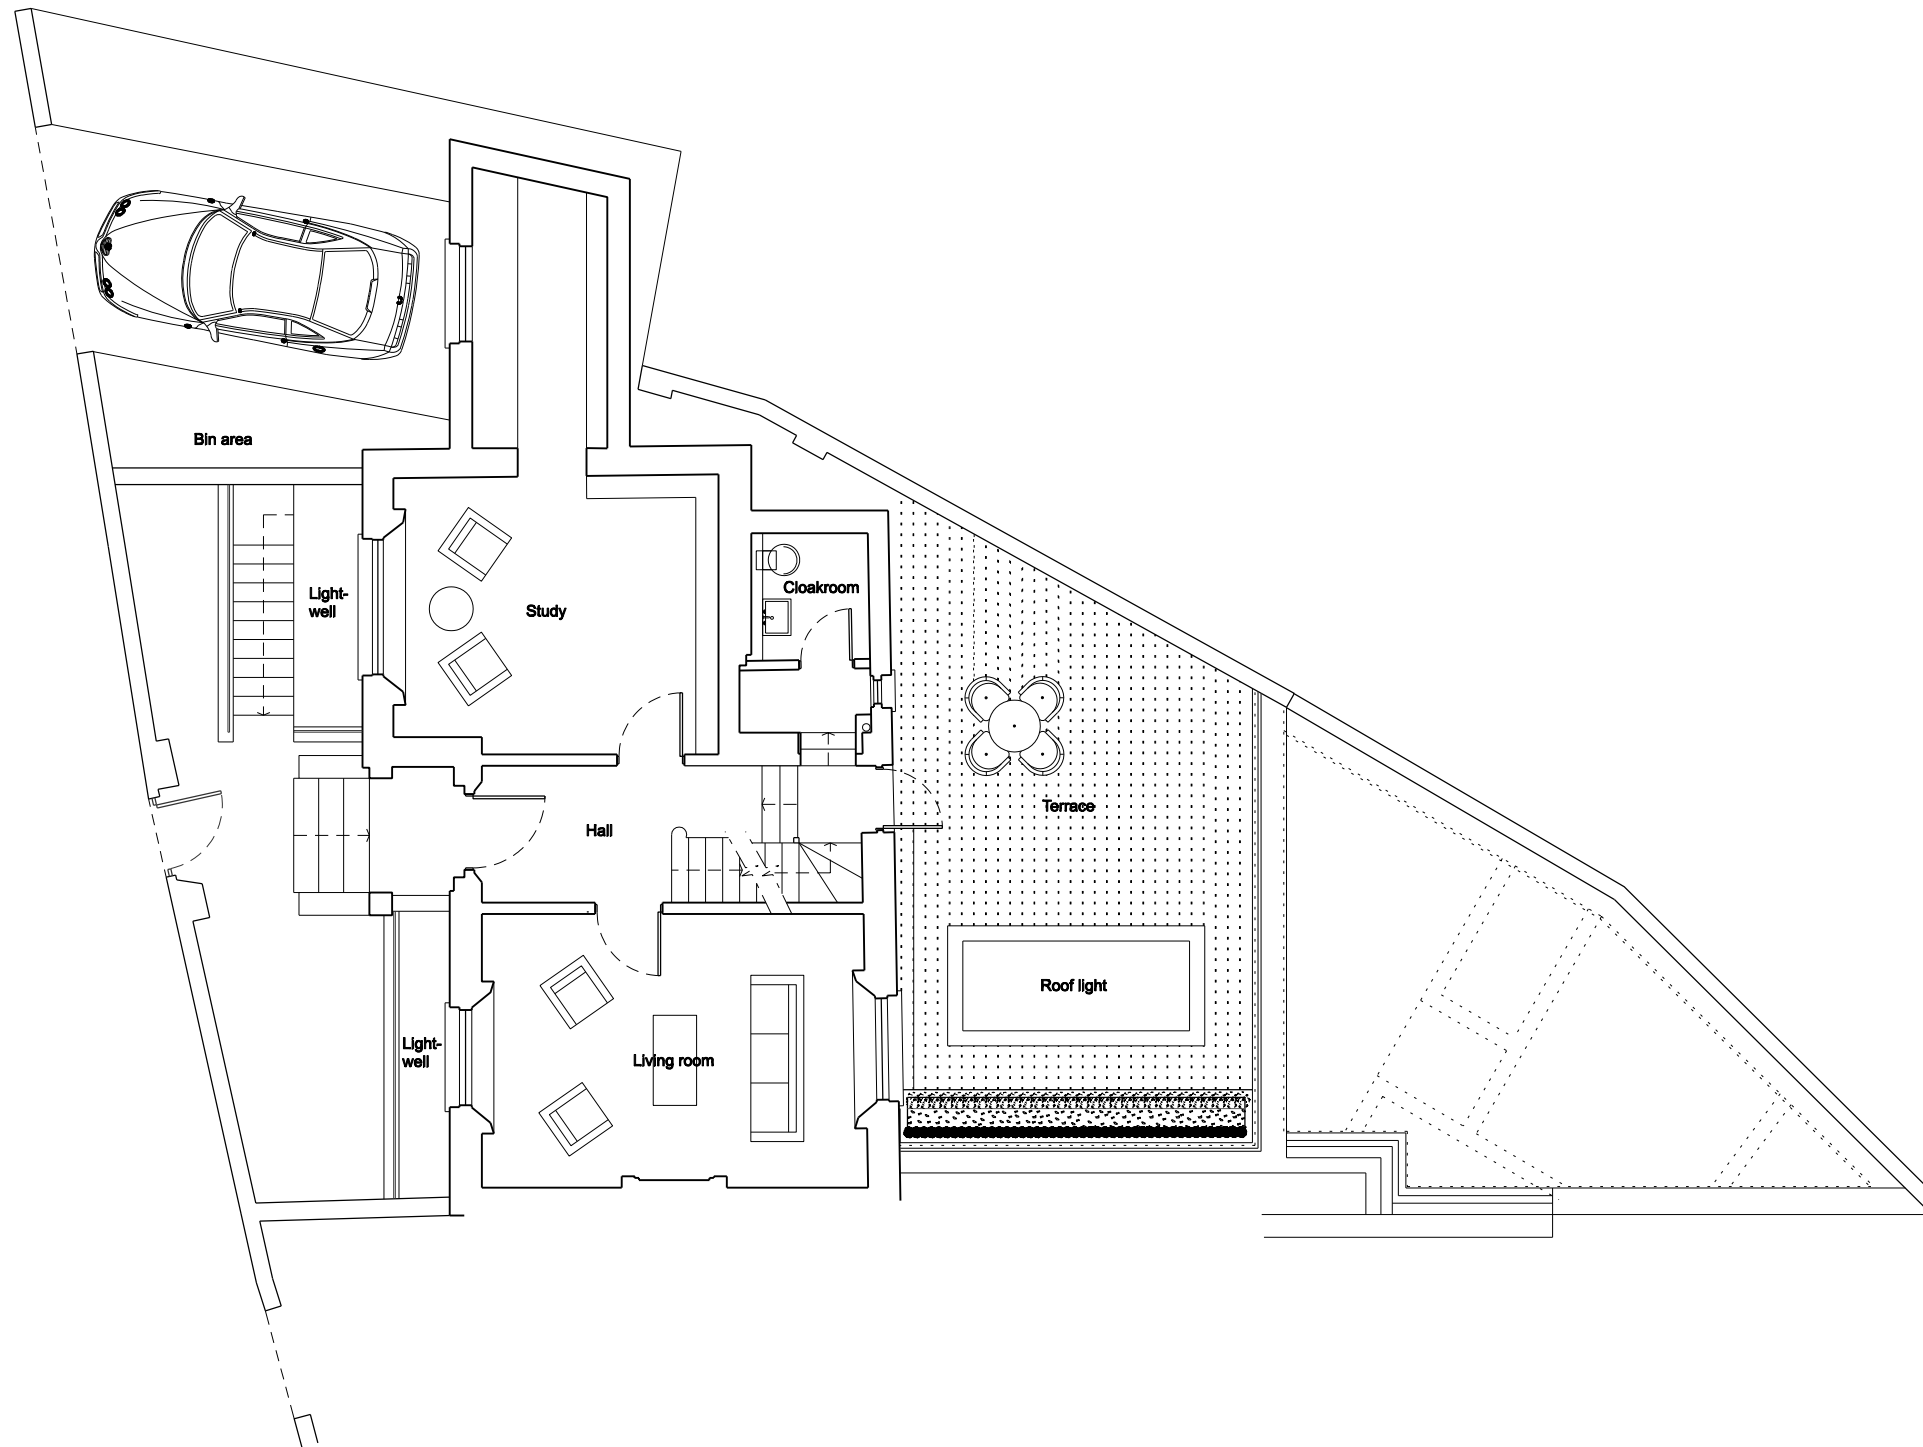 Bin area
Light-
well
Study
Cloakroom
Hall
Terrace
Roof light
Light-
well
Living room